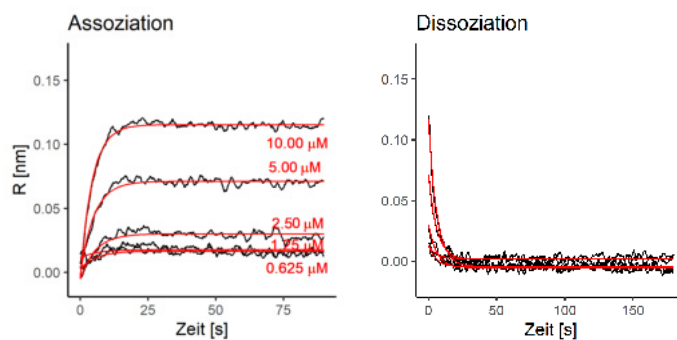 Assoziation
R [nm]
0.15
0.10
0.05
0.00
10.00 µM
5.00 µM
2.50 µM
1.25 µM
0.625 µM
0
25
50
75
Zeit [s]
Dissoziation
0.15
0.10
0.05
0.00
0
50
100
150
Zeit [s]